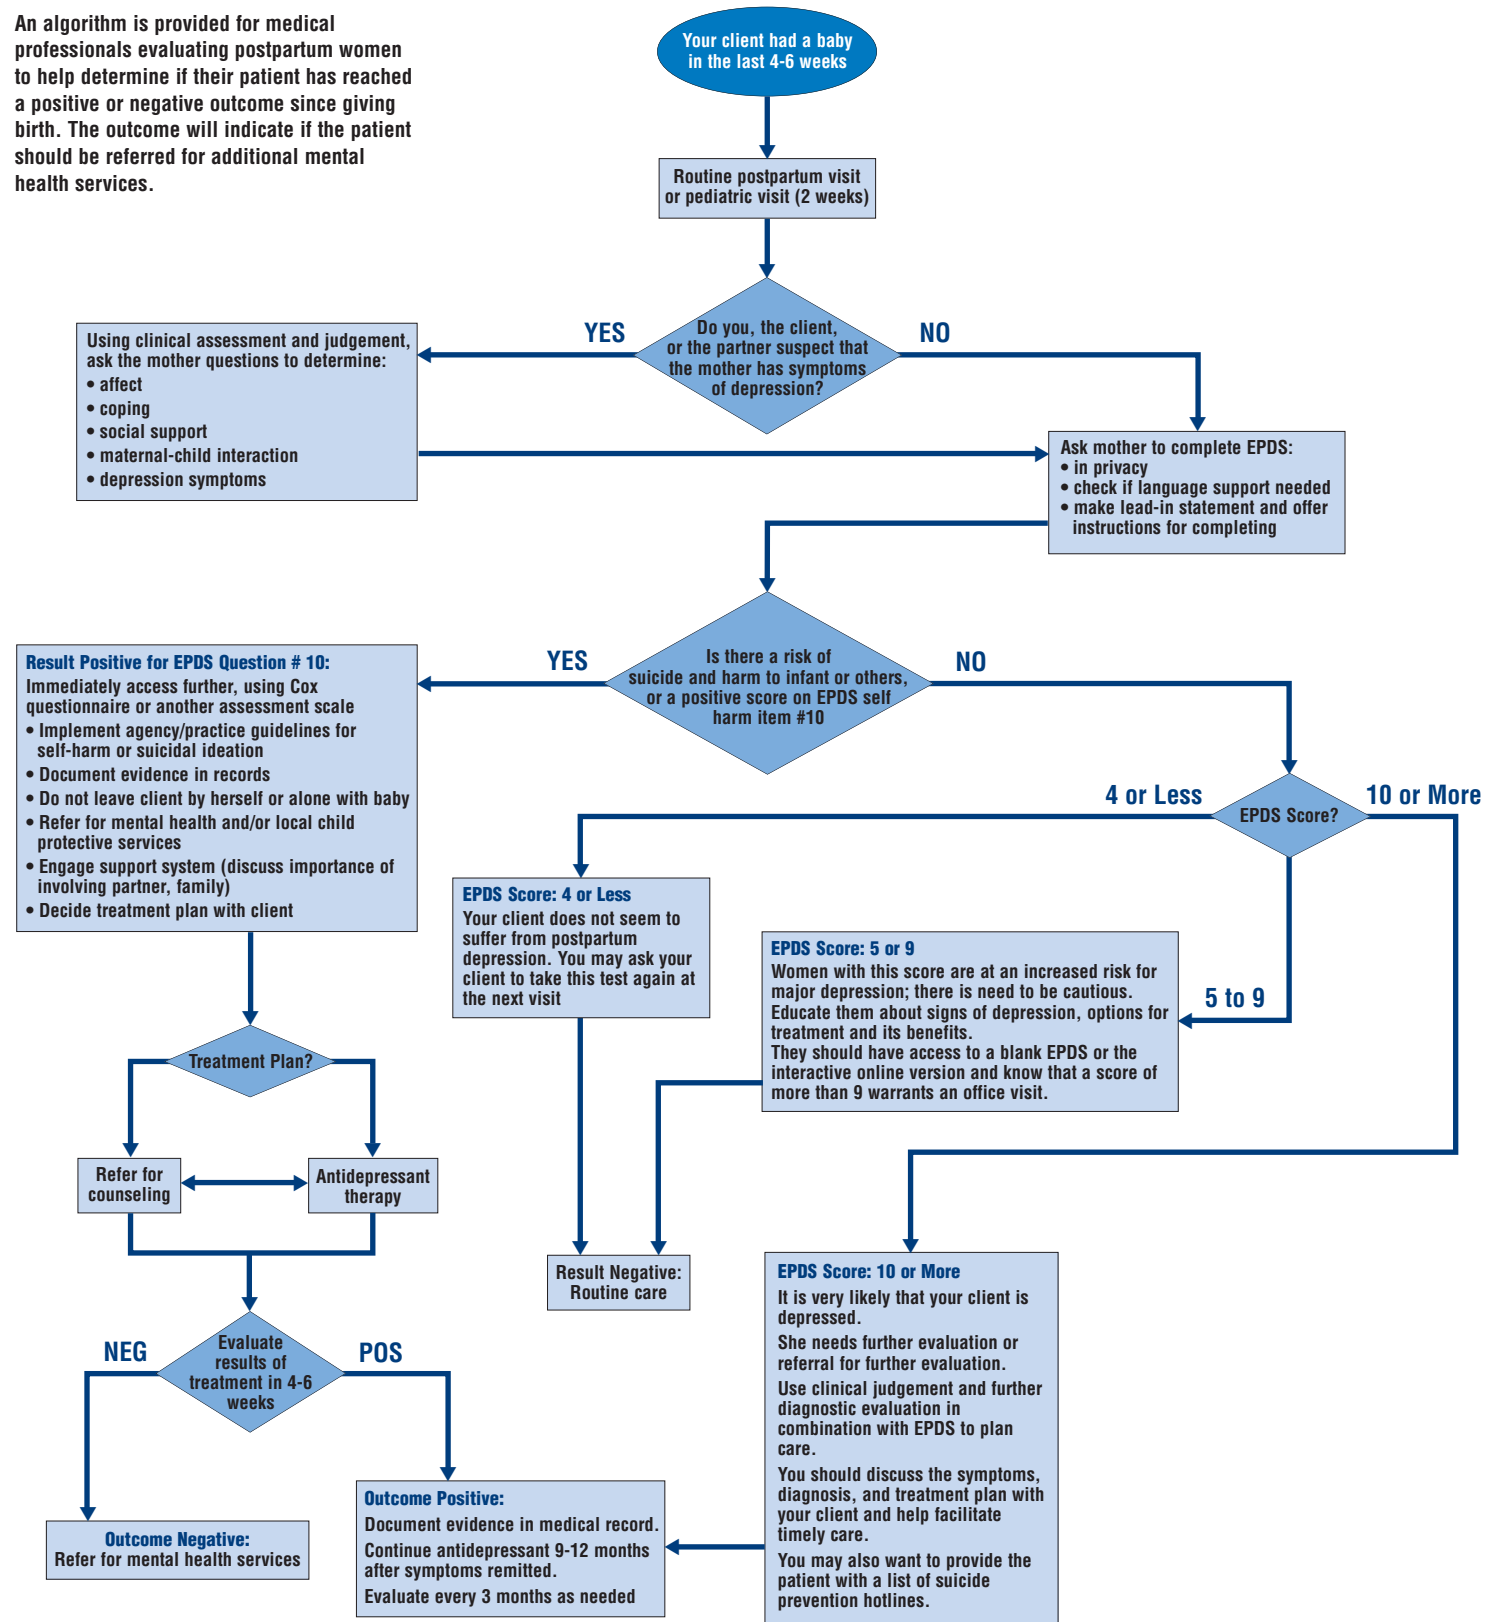 An algorithm is provided for medical
professionals evaluating postpartum women
to help determine if their patient has reached
a positive or negative outcome since giving
birth. The outcome will indicate if the patient
should be referred for additional mental
health services.
Your client had a baby
in the last 4-6 weeks
Routine postpartum visit
or pediatric visit (2 weeks)
Do you, the client,
or the partner suspect that
the mother has symptoms
of depression?
YES
NO
Using clinical assessment and judgement,
ask the mother questions to determine:
• affect
• coping
• social support
• maternal-child interaction
• depression symptoms
Ask mother to complete EPDS:
• in privacy
• check if language support needed
• make lead-in statement and offer
instructions for completing
Is there a risk of
suicide and harm to infant or others,
or a positive score on EPDS self
harm item #10
YES
NO
Result Positive for EPDS Question # 10:
Immediately access further, using Cox
questionnaire or another assessment scale
• Implement agency/practice guidelines for
self-harm or suicidal ideation
• Document evidence in records
• Do not leave client by herself or alone with baby
• Refer for mental health and/or local child
protective services
• Engage support system (discuss importance of
involving partner, family)
• Decide treatment plan with client
EPDS Score?
4 or Less
10 or More
5 to 9
EPDS Score: 4 or Less
Your client does not seem to
suffer from postpartum
depression. You may ask your
client to take this test again at
the next visit
EPDS Score: 5 or 9
Women with this score are at an increased risk for
major depression; there is need to be cautious.
Educate them about signs of depression, options for
treatment and its benefits.
They should have access to a blank EPDS or the
interactive online version and know that a score of
more than 9 warrants an office visit.
Treatment Plan?
Refer for
counseling
Antidepressant
therapy
Result Negative:
Routine care
EPDS Score: 10 or More
It is very likely that your client is
depressed.
She needs further evaluation or
referral for further evaluation.
Use clinical judgement and further
diagnostic evaluation in
combination with EPDS to plan
care.
You should discuss the symptoms,
diagnosis, and treatment plan with
your client and help facilitate
timely care.
You may also want to provide the
patient with a list of suicide
prevention hotlines.
Evaluate
results of
treatment in 4-6
weeks
NEG
POS
Outcome Negative:
Refer for mental health services
Outcome Positive:
Document evidence in medical record.
Continue antidepressant 9-12 months
after symptoms remitted.
Evaluate every 3 months as needed